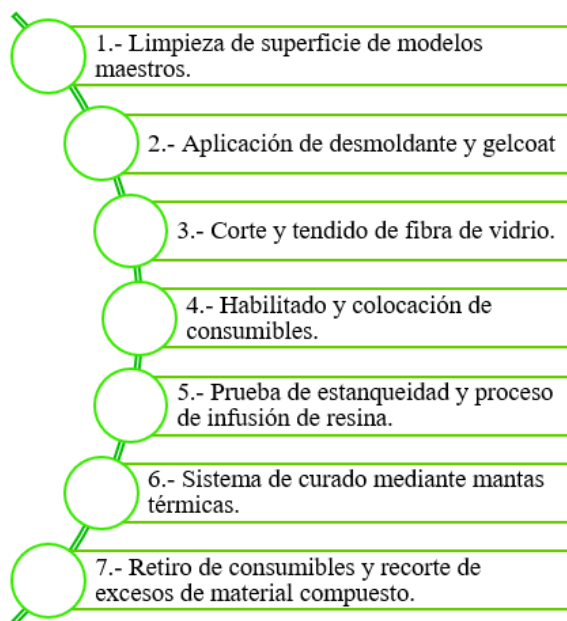 1.- Limpieza de superficie de modelos
maestros.
2.- Aplicación de desmoldante y gelcoat
3.- Corte y tendido de fibra de vidrio.
4.- Habilitado y colocación de
consumibles.
5.- Prueba de estanqueidad y proceso
de infusión de resina.
6.- Sistema de curado mediante mantas
térmicas.
7.- Retiro de consumibles y recorte de
excesos de material compuesto.